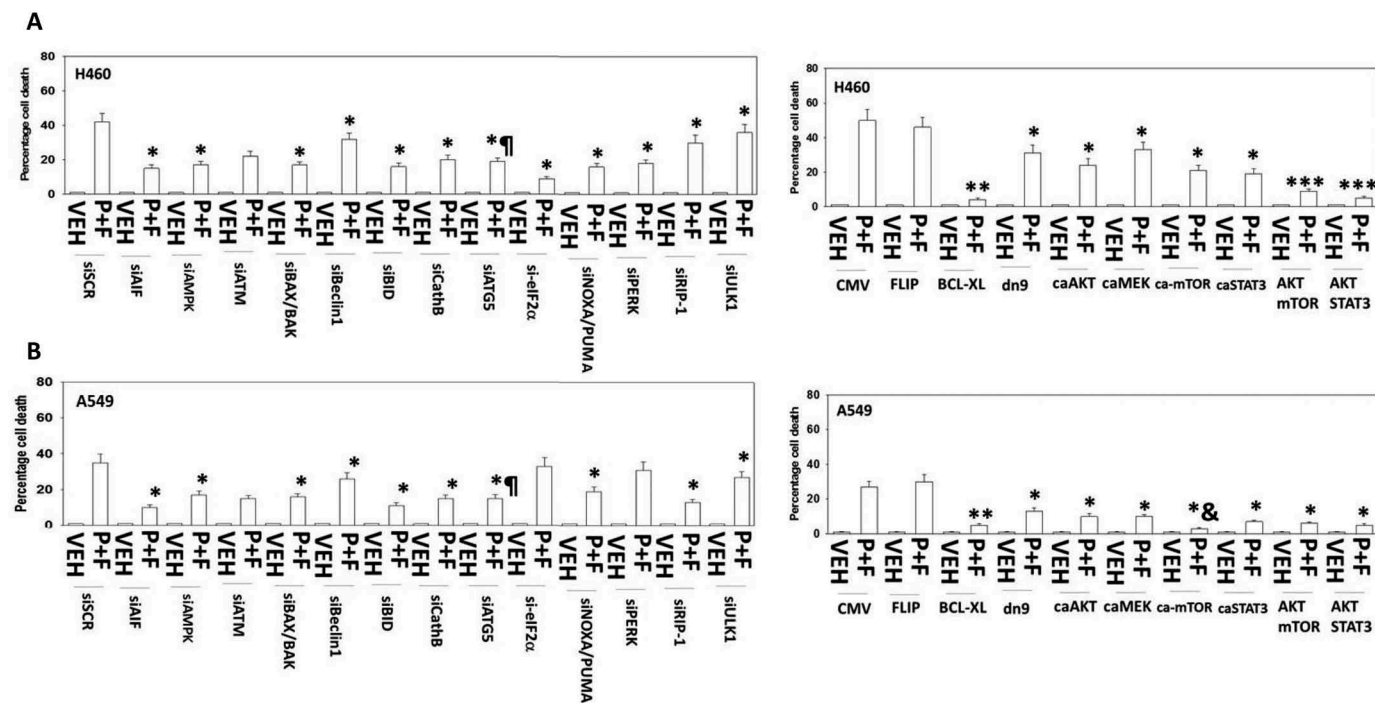 A
H460
Percentage cell death
80
60
40
20
0
* * * * * * *¶ * * * * *
VEH P+F VEH P+F VEH P+F VEH P+F VEH P+F VEH P+F VEH P+F VEH P+F VEH P+F VEH P+F VEH P+F VEH P+F VEH P+F VEH P+F
siSCR
siAIF
siAMPK
siATM
siBAX/BAK
siBeclin1
siBID
siCathB
siATG5
si-eIF2α
siNOXA/PUMA
siPERK
siRIP-1
siULK1
H460
Percentage cell death
80
60
40
20
0
** * * * * * *** ***
VEH P+F VEH P+F VEH P+F VEH P+F VEH P+F VEH P+F VEH P+F VEH P+F VEH P+F VEH P+F
CMV FLIP BCL-XL dn9 caAKT caMEK ca-mTOR caSTAT3 AKT AKT
mTOR STAT3
B
A549
Percentage cell death
80
60
40
20
0
* * * * * * *¶ * * *
VEH P+F VEH P+F VEH P+F VEH P+F VEH P+F VEH P+F VEH P+F VEH P+F VEH P+F VEH P+F VEH P+F VEH P+F VEH P+F VEH P+F
siSCR
siAIF
siAMPK
siATM
siBAX/BAK
siBeclin1
siBID
siCathB
siATG5
si-eIF2α
siNOXA/PUMA
siPERK
siRIP-1
siULK1
A549
Percentage cell death
80
60
40
20
0
** * * * *& * * *
VEH P+F VEH P+F VEH P+F VEH P+F VEH P+F VEH P+F VEH P+F VEH P+F VEH P+F VEH P+F
CMV FLIP BCL-XL dn9 caAKT caMEK ca-mTOR caSTAT3 AKT AKT
mTOR STAT3